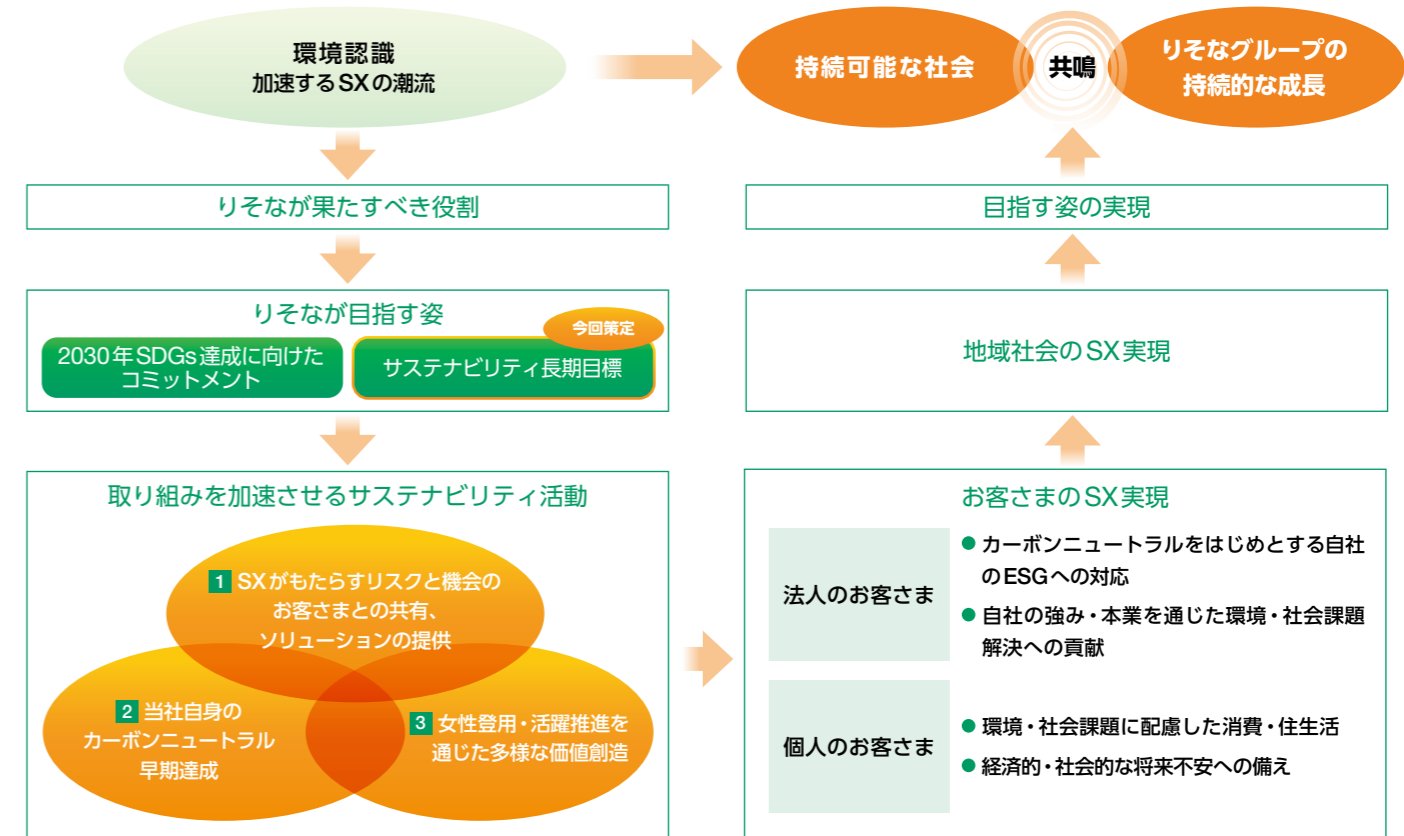 環境認識
加速するSXの潮流
持続可能な社会
共鳴
りそなグループの
持続的な成長
りそなが果たすべき役割
りそなが目指す姿
今回策定
2030年SDGs達成に向けた
コミットメント
サステナビリティ長期目標
取り組みを加速させるサステナビリティ活動
1 SXがもたらすリスクと機会の
お客さまとの共有、
ソリューションの提供
2 当社自身の
カーボンニュートラル
早期達成
3 女性登用・活躍推進を
通じた多様な価値創造
目指す姿の実現
地域社会のSX実現
お客さまのSX実現
法人のお客さま
● カーボンニュートラルをはじめとする自社
のESGへの対応
● 自社の強み・本業を通じた環境・社会課題
解決への貢献
個人のお客さま
● 環境・社会課題に配慮した消費・住生活
● 経済的・社会的な将来不安への備え